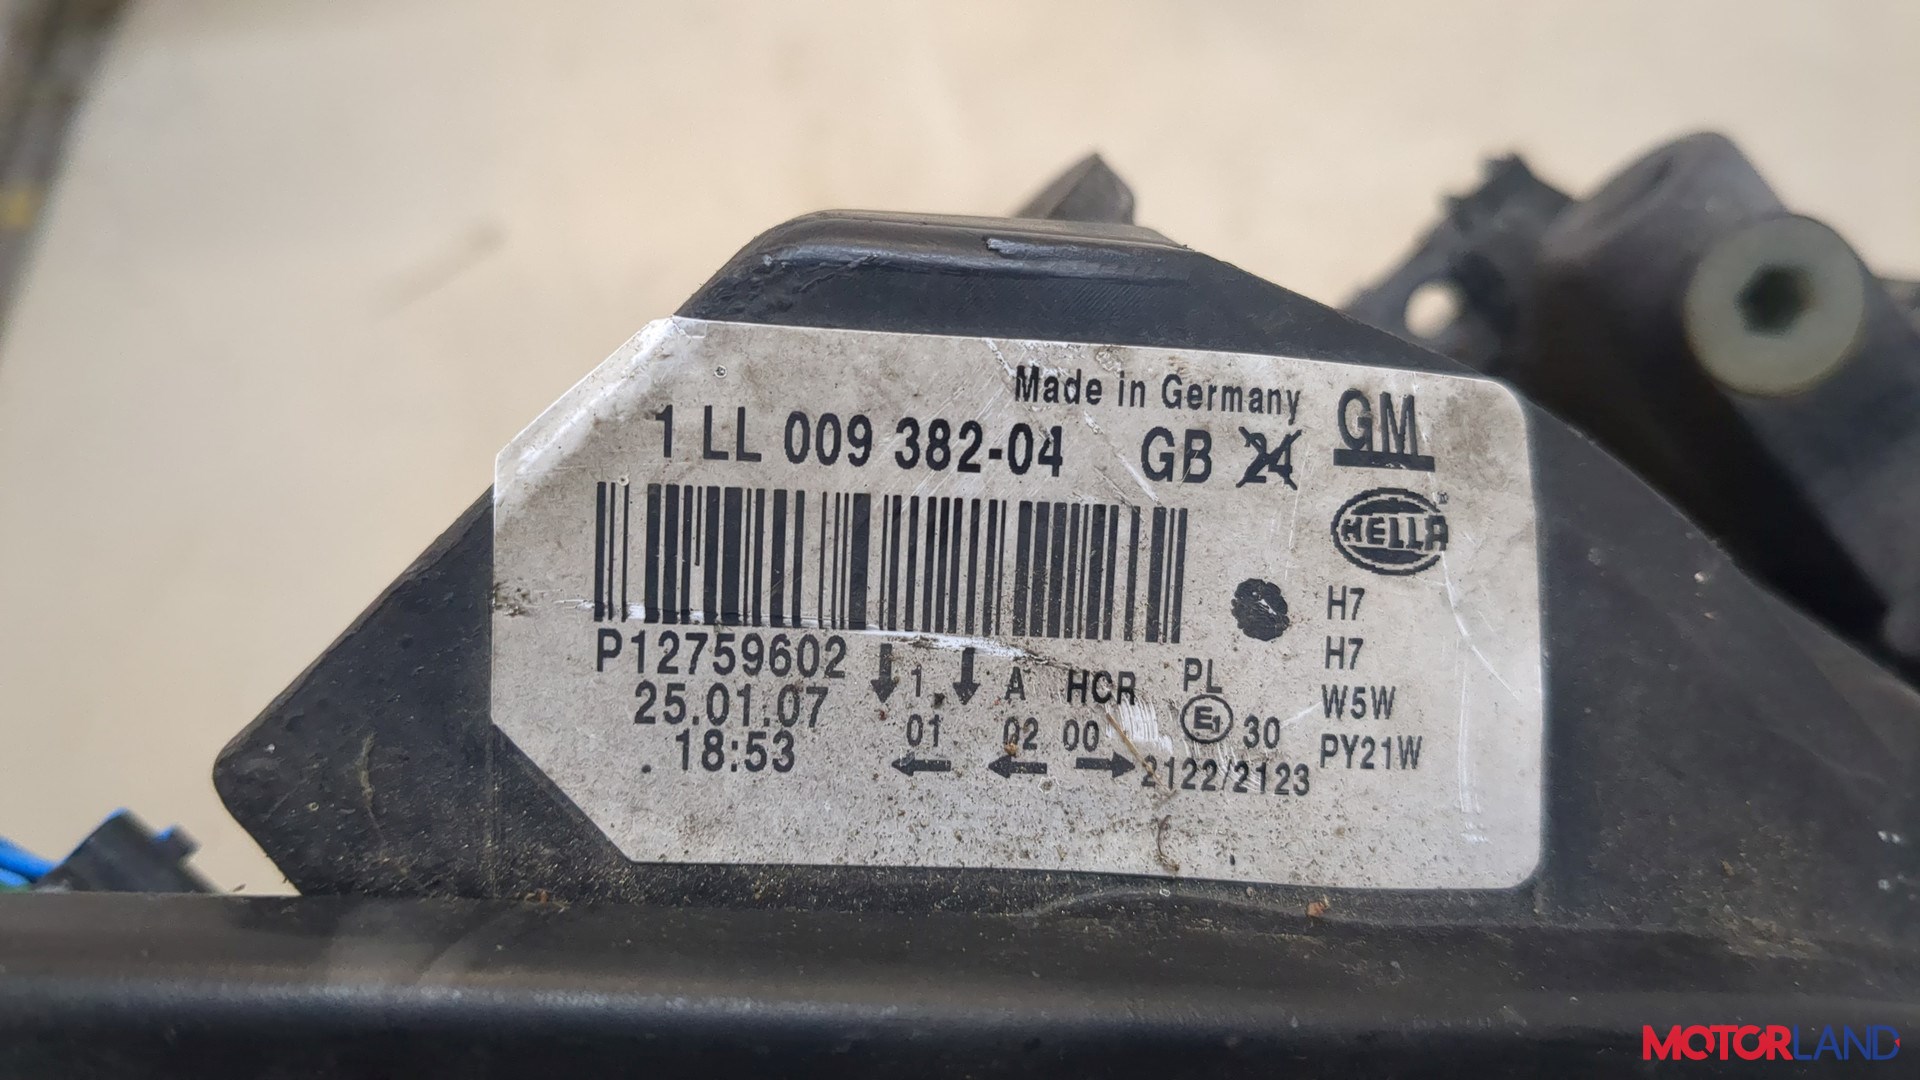 Made in Germany
1 LL 009 382-04 GB 24
GM
HELLA
P12759602
25.01.07
18:53
1. A HCR PL
01 02 00 E1 30
2122/2123
H7
H7
W5W
PY21W
MOTORLAND